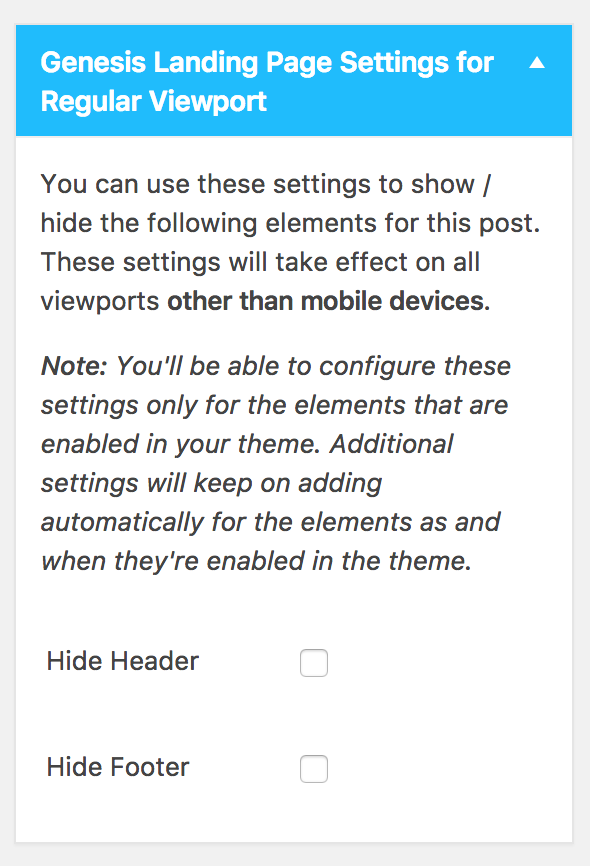 Genesis Landing Page Settings for
Regular Viewport
You can use these settings to show /
hide the following elements for this post.
These settings will take effect on all
viewports other than mobile devices.
Note: You'll be able to configure these
settings only for the elements that are
enabled in your theme. Additional
settings will keep on adding
automatically for the elements as and
when they're enabled in the theme.
Hide Header
Hide Footer